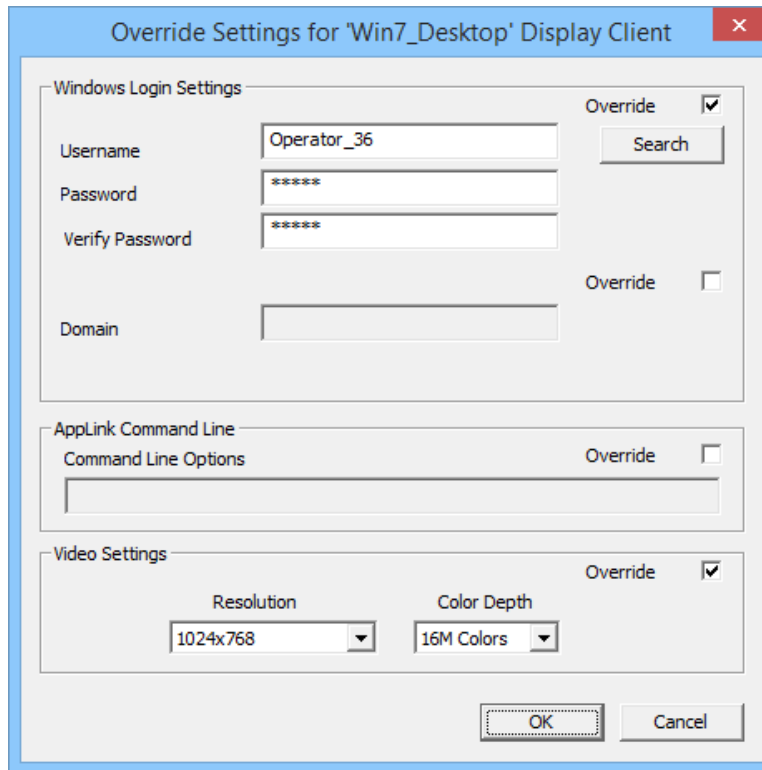 Override Settings for 'Win7_Desktop' Display Client
Windows Login Settings
Override
Username
Operator_36
Search
Password
*****
Verify Password
*****
Override
Domain
AppLink Command Line
Command Line Options
Override
Video Settings
Override
Resolution
Color Depth
1024x768
16M Colors
OK
Cancel